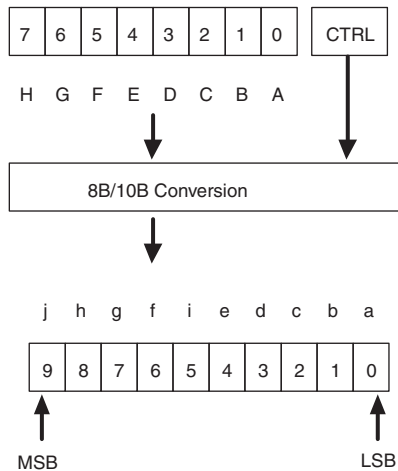 7 6 5 4 3 2 1 0 CTRL
H G F E D C B A
8B/10B Conversion
j h g f i e d c b a
9 8 7 6 5 4 3 2 1 0
MSB LSB